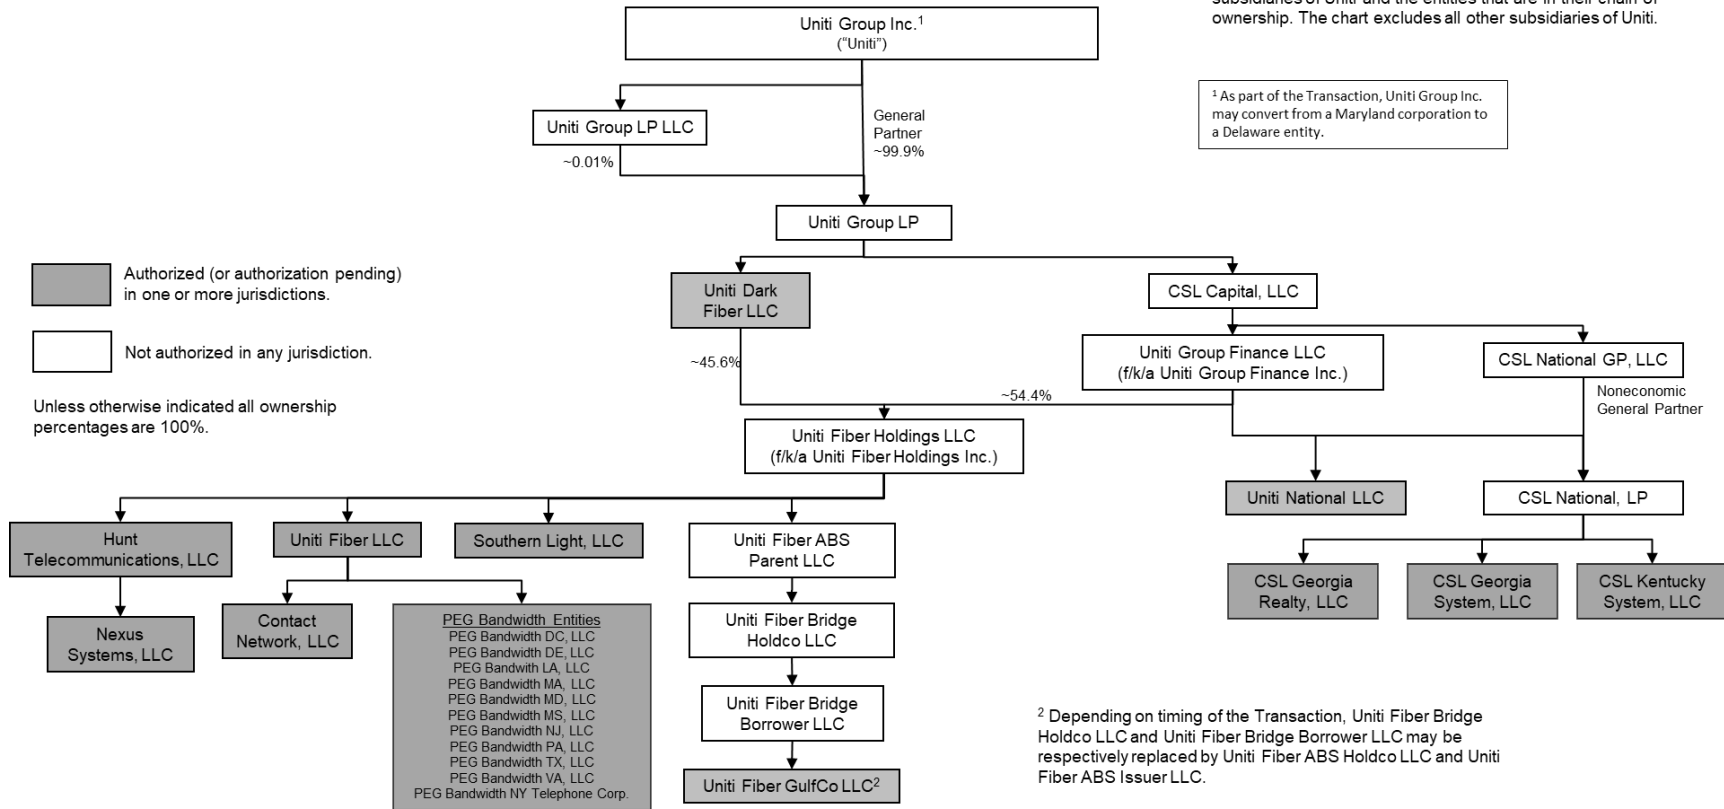 subsidiaries of Uniti and the entities that are in their chain of
ownership. The chart excludes all other subsidiaries of Uniti.
Uniti Group Inc.¹
("Uniti")
¹ As part of the Transaction, Uniti Group Inc.
may convert from a Maryland corporation to
a Delaware entity.
Uniti Group LP LLC
General
Partner
~99.9%
~0.01%
Uniti Group LP
Authorized (or authorization pending)
in one or more jurisdictions.
Not authorized in any jurisdiction.
Unless otherwise indicated all ownership
percentages are 100%.
Uniti Dark
Fiber LLC
CSL Capital, LLC
~45.6%
Uniti Group Finance LLC
(f/k/a Uniti Group Finance Inc.)
CSL National GP, LLC
~54.4%
Noneconomic
General Partner
Uniti Fiber Holdings LLC
(f/k/a Uniti Fiber Holdings Inc.)
Uniti National LLC
CSL National, LP
Hunt
Telecommunications, LLC
Uniti Fiber LLC
Southern Light, LLC
Uniti Fiber ABS
Parent LLC
CSL Georgia
Realty, LLC
CSL Georgia
System, LLC
CSL Kentucky
System, LLC
Nexus
Systems, LLC
Contact
Network, LLC
PEG Bandwidth Entities
PEG Bandwidth DC, LLC
PEG Bandwidth DE, LLC
PEG Bandwith LA, LLC
PEG Bandwidth MA, LLC
PEG Bandwidth MD, LLC
PEG Bandwidth MS, LLC
PEG Bandwidth NJ, LLC
PEG Bandwidth PA, LLC
PEG Bandwidth TX, LLC
PEG Bandwidth VA, LLC
PEG Bandwidth NY Telephone Corp.
Uniti Fiber Bridge
Holdco LLC
Uniti Fiber Bridge
Borrower LLC
Uniti Fiber GulfCo LLC²
² Depending on timing of the Transaction, Uniti Fiber Bridge
Holdco LLC and Uniti Fiber Bridge Borrower LLC may be
respectively replaced by Uniti Fiber ABS Holdco LLC and Uniti
Fiber ABS Issuer LLC.